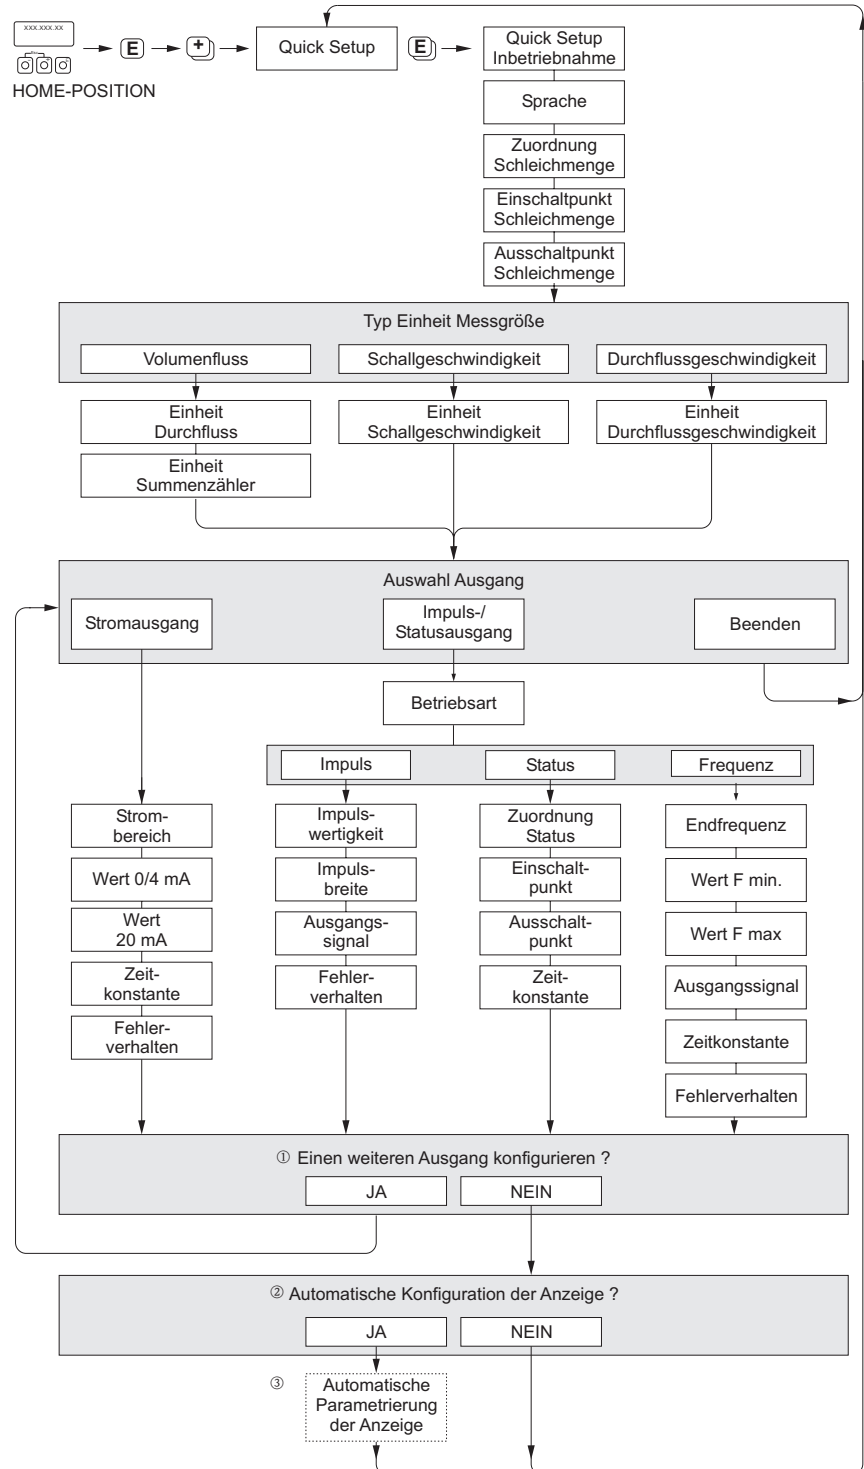 xxx.xxx.xx
Esc
E
+
-
E
+
HOME-POSITION
Quick Setup
E
Quick Setup
Inbetriebnahme
Sprache
Zuordnung
Schleichmenge
Einschaltpunkt
Schleichmenge
Ausschaltpunkt
Schleichmenge
Typ Einheit Messgröße
Volumenfluss
Schallgeschwindigkeit
Durchflussgeschwindigkeit
Einheit
Durchfluss
Einheit
Schallgeschwindigkeit
Einheit
Durchflussgeschwindigkeit
Einheit
Summenzähler
Auswahl Ausgang
Stromausgang
Impuls-/
Statusausgang
Beenden
Betriebsart
Impuls
Status
Frequenz
Strom-
bereich
Wert 0/4 mA
Wert
20 mA
Zeit-
konstante
Fehler-
verhalten
Impuls-
wertigkeit
Impuls-
breite
Ausgangs-
signal
Fehler-
verhalten
Zuordnung
Status
Einschalt-
punkt
Ausschalt-
punkt
Zeit-
konstante
Endfrequenz
Wert F min.
Wert F max
Ausgangssignal
Zeitkonstante
Fehlerverhalten
① Einen weiteren Ausgang konfigurieren ?
JA
NEIN
② Automatische Konfiguration der Anzeige ?
JA
NEIN
③
Automatische
Parametrierung
der Anzeige